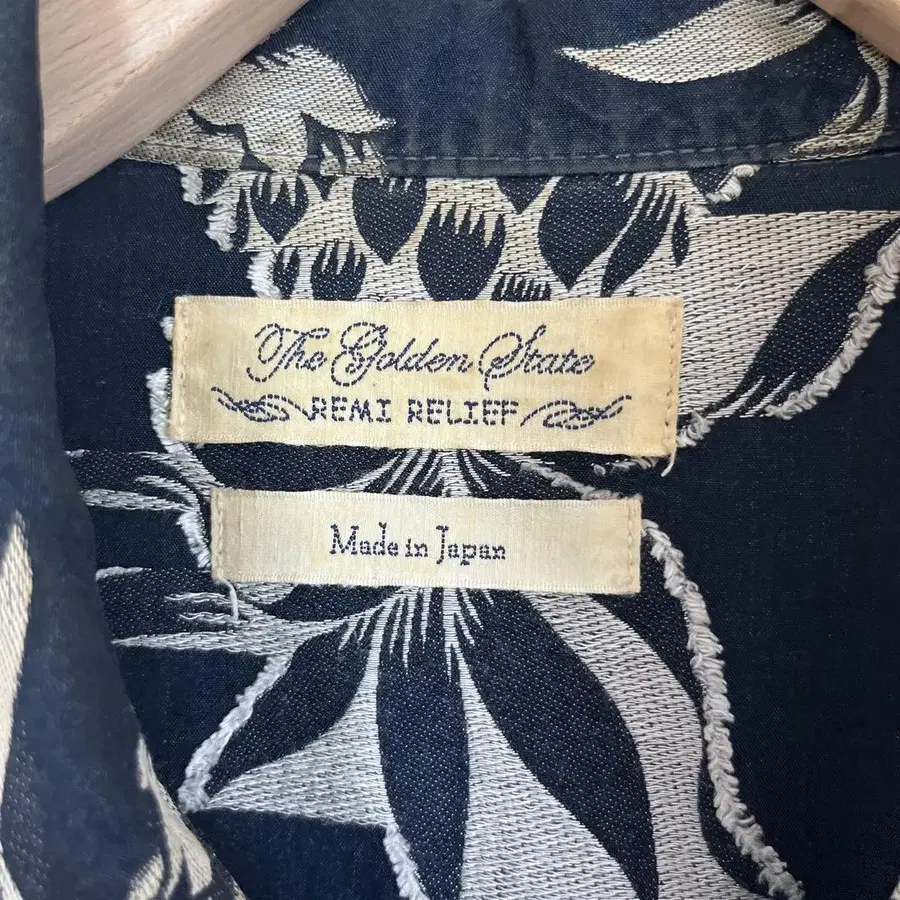 The Golden State
REMI RELIEF
Made in Japan